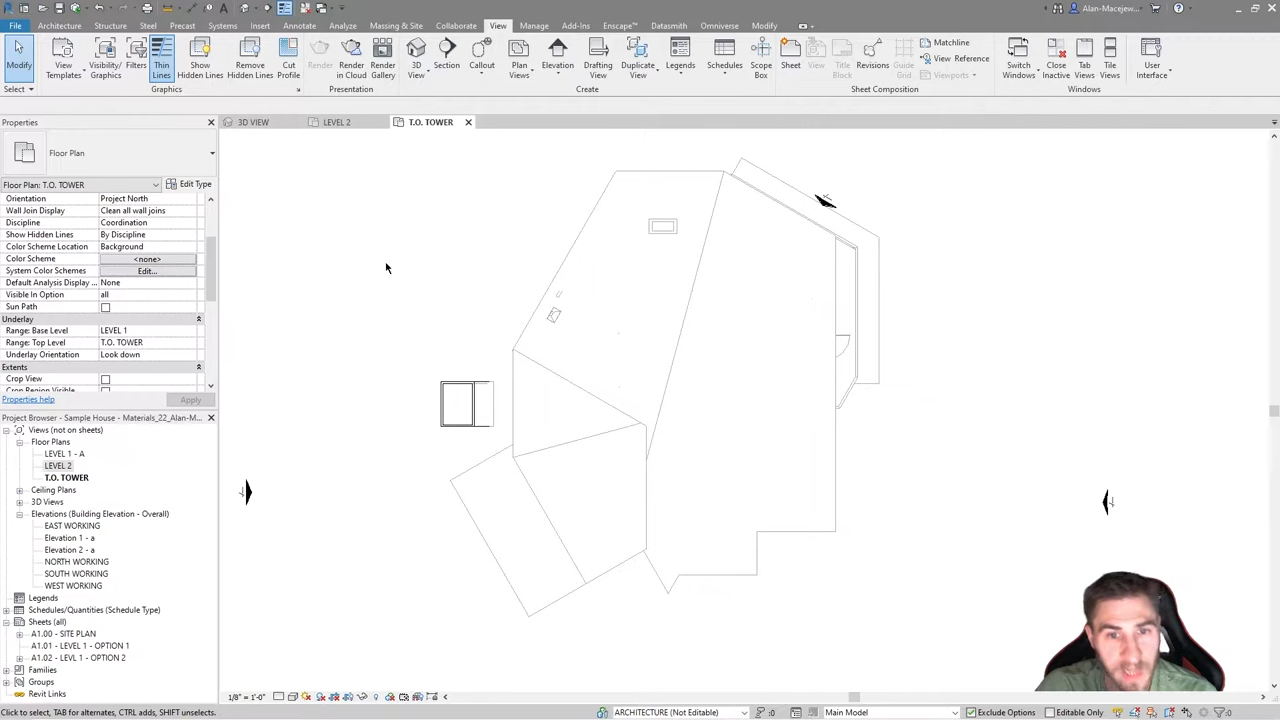 Alan-Macejew...
File Architecture Structure Steel Precast Systems Insert Annotate Analyze Massing & Site Collaborate View Manage Add-Ins Enscape™ Datasmith Omniverse Modify
Modify View Templates Visibility/ Graphics Filters Thin Lines Show Hidden Lines Remove Hidden Lines Cut Profile Render Render in Cloud Render Gallery 3D View Section Callout Plan Views Elevation Drafting View Duplicate View Legends Schedules Scope Box Sheet View Title Block Revisions Guide Grid Matchline View Reference Viewports Switch Windows Close Inactive Tab Views Tile Views User Interface
Select Graphics Presentation Create Sheet Composition Windows
Properties
3D VIEW LEVEL 2 T.O. TOWER
Floor Plan
Floor Plan: T.O. TOWER Edit Type
Orientation Project North
Wall Join Display Clean all wall joins
Discipline Coordination
Show Hidden Lines By Discipline
Color Scheme Location Background
Color Scheme <none>
System Color Schemes Edit...
Default Analysis Display ... None
Visible In Option all
Sun Path
Underlay
Range: Base Level LEVEL 1
Range: Top Level T.O. TOWER
Underlay Orientation Look down
Extents
Crop View
Crop Region Visible
Properties help Apply
Project Browser - Sample House - Materials_22_Alan-M...
Views (not on sheets)
Floor Plans
LEVEL 1 - A
LEVEL 2
T.O. TOWER
Ceiling Plans
3D Views
Elevations (Building Elevation - Overall)
EAST WORKING
Elevation 1 - a
Elevation 2 - a
NORTH WORKING
SOUTH WORKING
WEST WORKING
Legends
Schedules/Quantities (Schedule Type)
Sheets (all)
A1.00 - SITE PLAN
A1.01 - LEVEL 1 - OPTION 1
A1.02 - LEVL 1 - OPTION 2
Families
Groups
Revit Links
1/8" = 1'-0"
Click to select, TAB for alternates, CTRL adds, SHIFT unselects. ARCHITECTURE (Not Editable) :0 Main Model Exclude Options Editable Only :0